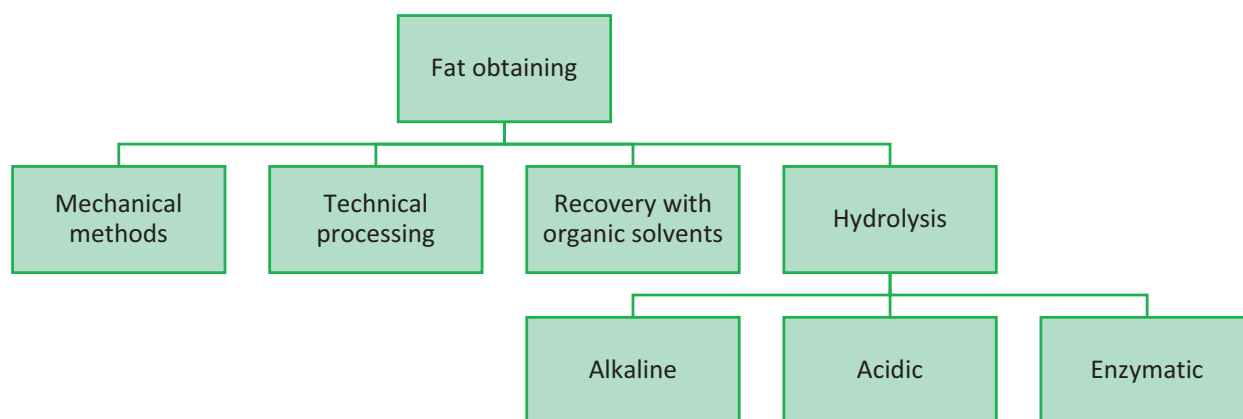 Fat obtaining
Mechanical
methods
Technical
processing
Recovery with
organic solvents
Hydrolysis
Alkaline
Acidic
Enzymatic